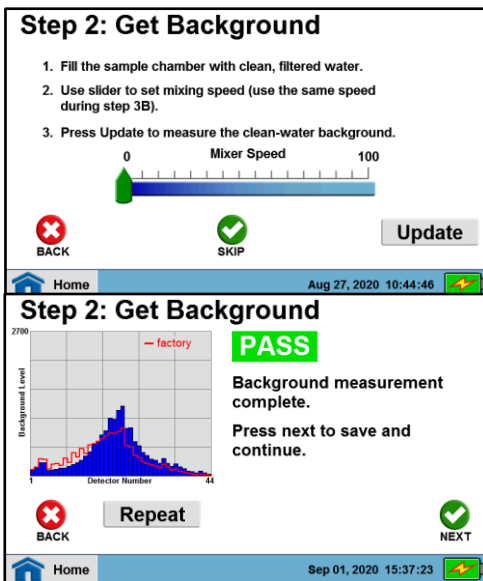 Step 2: Get Background
1. Fill the sample chamber with clean, filtered water.
2. Use slider to set mixing speed (use the same speed
during step 3B).
3. Press Update to measure the clean-water background.
0 Mixer Speed 100
BACK
SKIP
Update
Home
Aug 27, 2020 10:44:46
Step 2: Get Background
2700
factory
Background Level
1 Detector Number 44
PASS
Background measurement
complete.
Press next to save and
continue.
BACK
Repeat
NEXT
Home
Sep 01, 2020 15:37:23